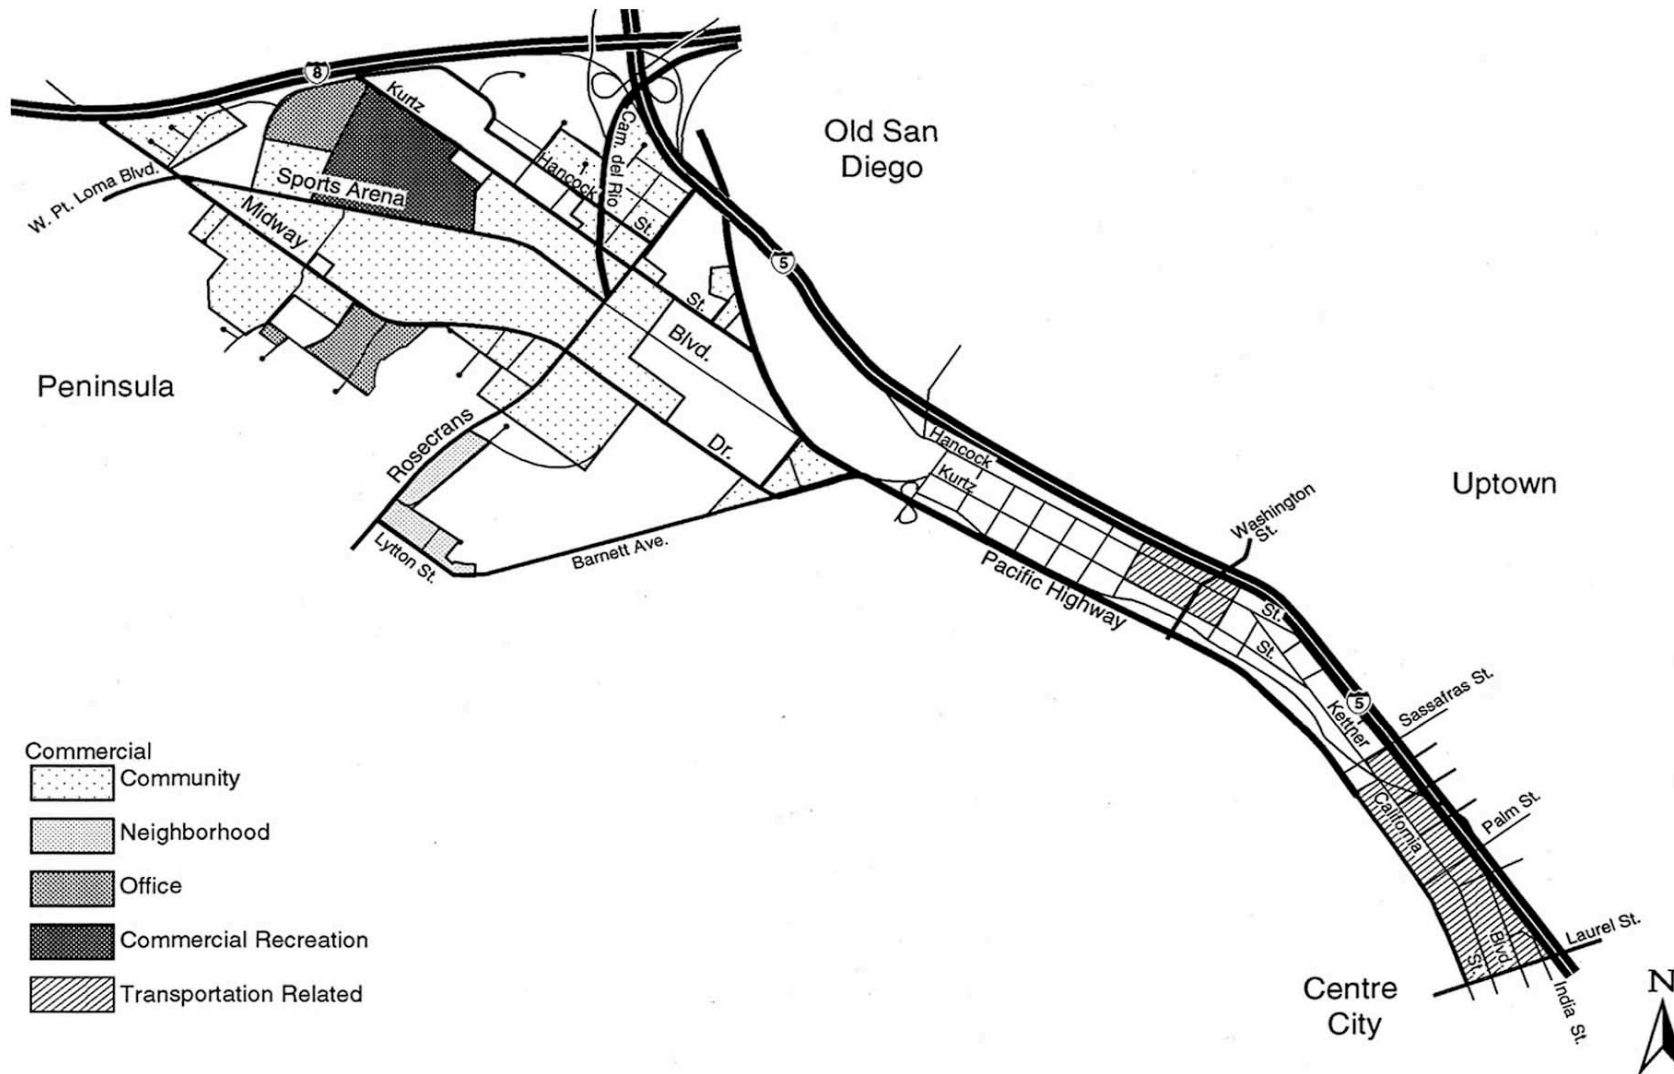 8
Kurtz
Cam. del Rio
Old San
Diego
Hancock
St.
W. Pt. Loma Blvd.
Sports Arena
Midway
5
St.
Blvd.
Peninsula
Rosecrans
Dr.
Hancock
Kurtz
Uptown
Washington
St.
Lytton St.
Barnett Ave.
Pacific Highway
St.
St.
5
Sassafras St.
Kettner
Commercial
Community
Neighborhood
Office
Commercial Recreation
Transportation Related
California
Palm St.
Laurel St.
Blvd
St.
India St.
Centre
City
N